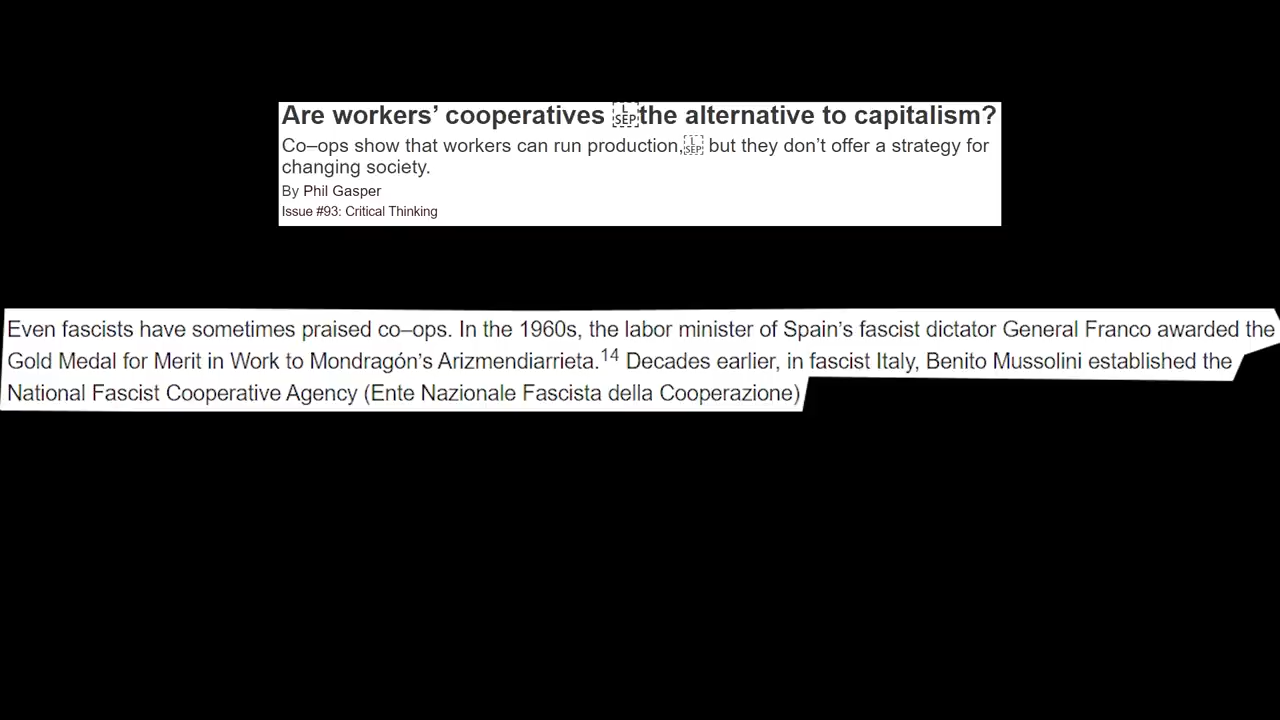 Are workers’ cooperatives L SEP the alternative to capitalism?
Co–ops show that workers can run production, L SEP but they don’t offer a strategy for
changing society.
By Phil Gasper
Issue #93: Critical Thinking
Even fascists have sometimes praised co–ops. In the 1960s, the labor minister of Spain’s fascist dictator General Franco awarded the
Gold Medal for Merit in Work to Mondragón’s Arizmendiarrieta.14 Decades earlier, in fascist Italy, Benito Mussolini established the
National Fascist Cooperative Agency (Ente Nazionale Fascista della Cooperazione)